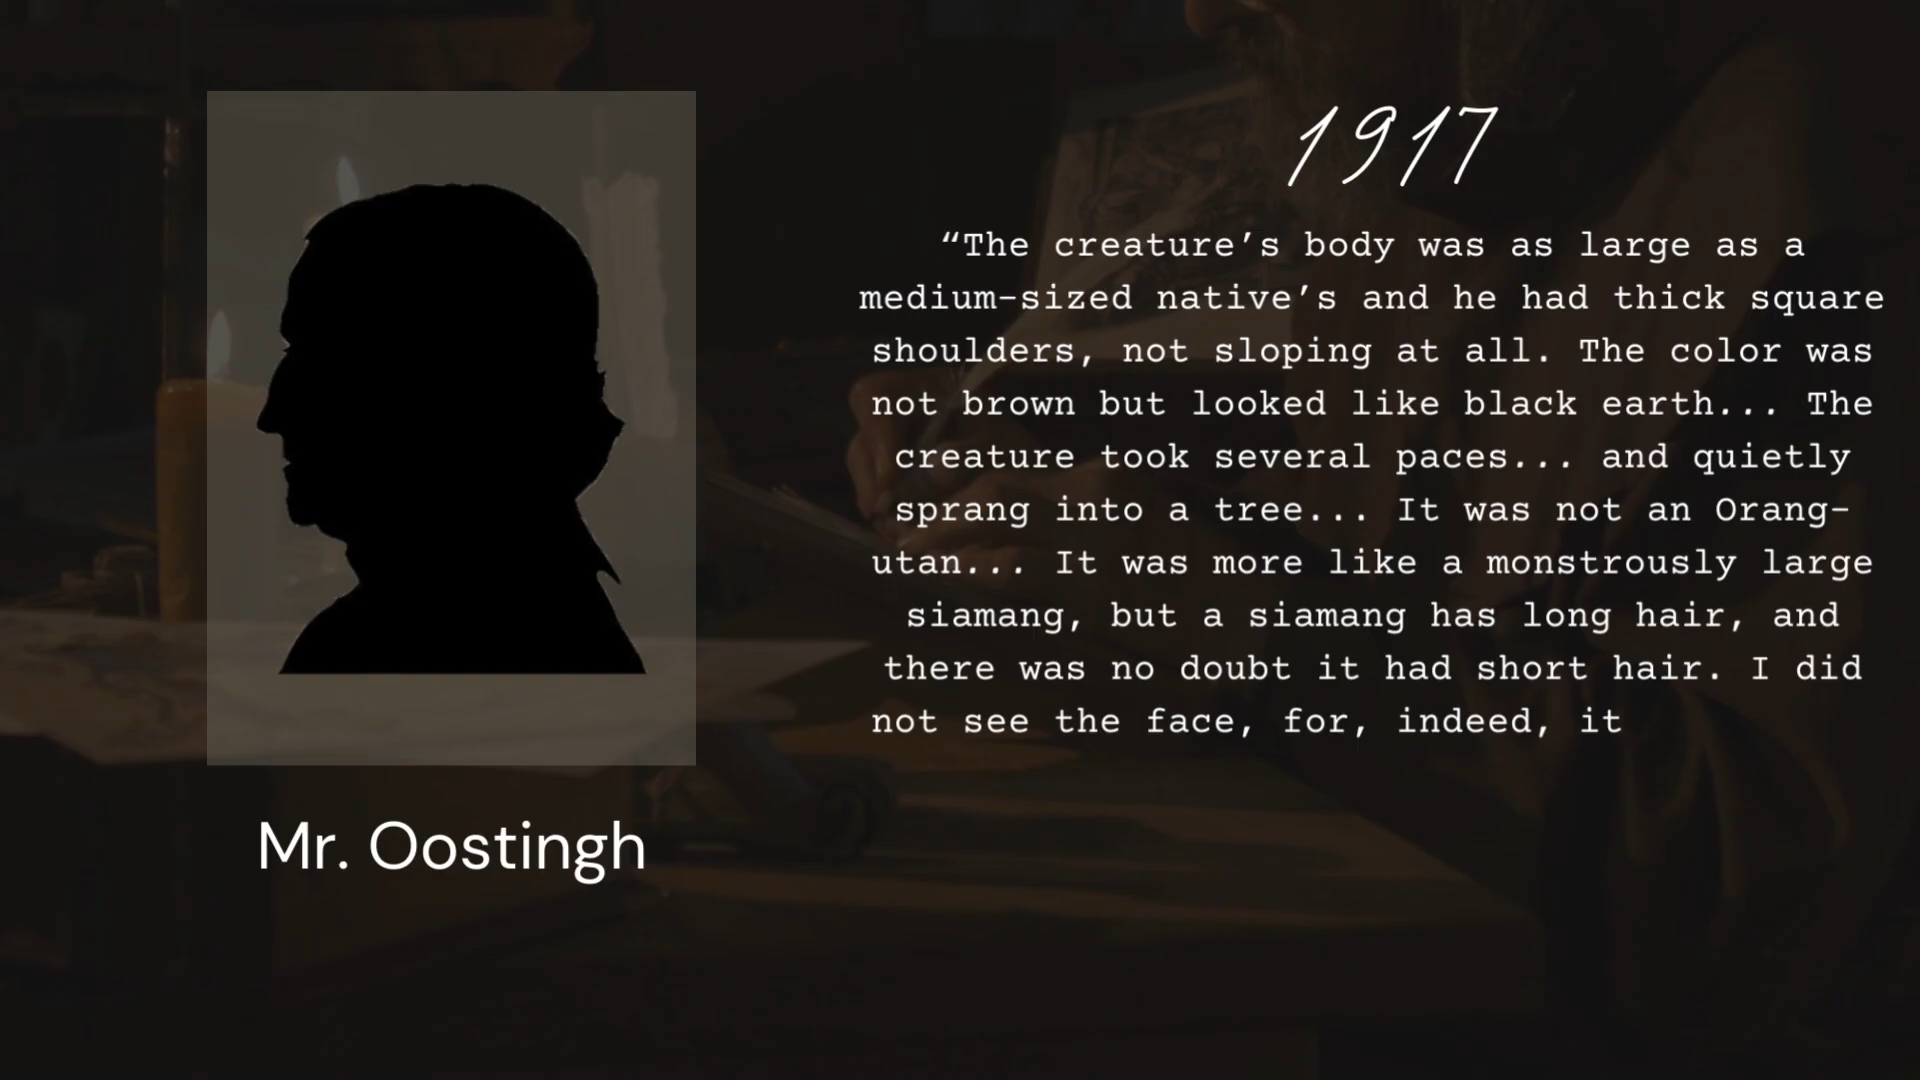 1917
“The creature’s body was as large as a
medium-sized native’s and he had thick square
shoulders, not sloping at all. The color was
not brown but looked like black earth... The
creature took several paces... and quietly
sprang into a tree... It was not an Orang-
utan... It was more like a monstrously large
siamang, but a siamang has long hair, and
there was no doubt it had short hair. I did
not see the face, for, indeed, it
Mr. Oostingh